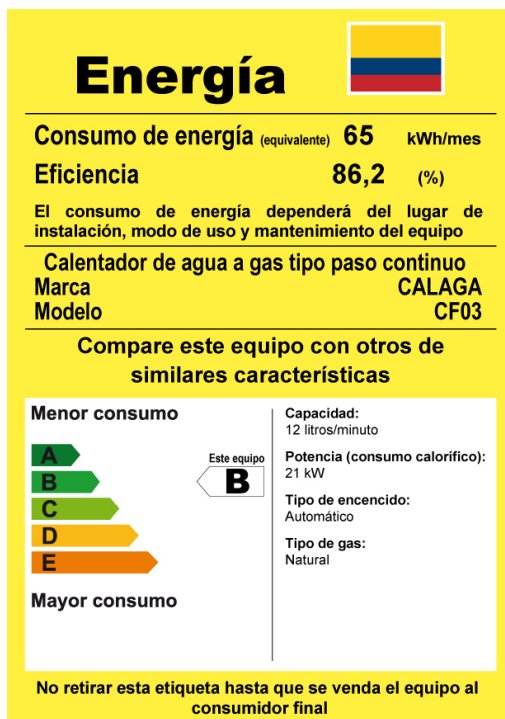 Energía
Consumo de energía (equivalente) 65 kWh/mes
Eficiencia 86,2 (%)
El consumo de energía dependerá del lugar de
instalación, modo de uso y mantenimiento del equipo
Calentador de agua a gas tipo paso continuo
Marca CALAGA
Modelo CF03
Compare este equipo con otros de
similares características
Menor consumo
A
B
C
D
E
Mayor consumo
Este equipo
B
Capacidad:
12 litros/minuto
Potencia (consumo calorífico):
21 kW
Tipo de encencido:
Automático
Tipo de gas:
Natural
No retirar esta etiqueta hasta que se venda el equipo al
consumidor final